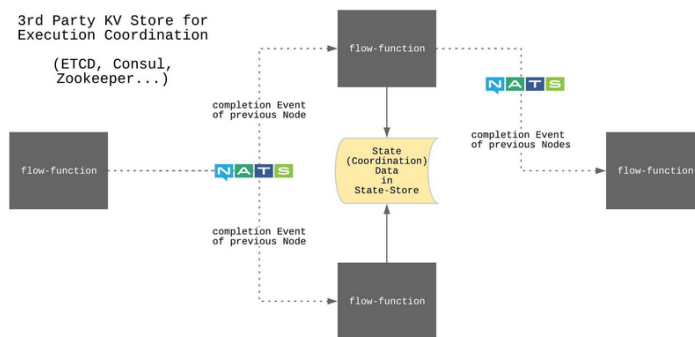 3rd Party KV Store for
Execution Coordination
(ETCD, Consul,
Zookeeper...)
flow-function
flow-function
NATS
completion Event
of previous Node
completion Event
of previous Nodes
flow-function
NATS
State
(Coordination)
Data
in
State-Store
flow-function
completion Event
of previous Node
flow-function